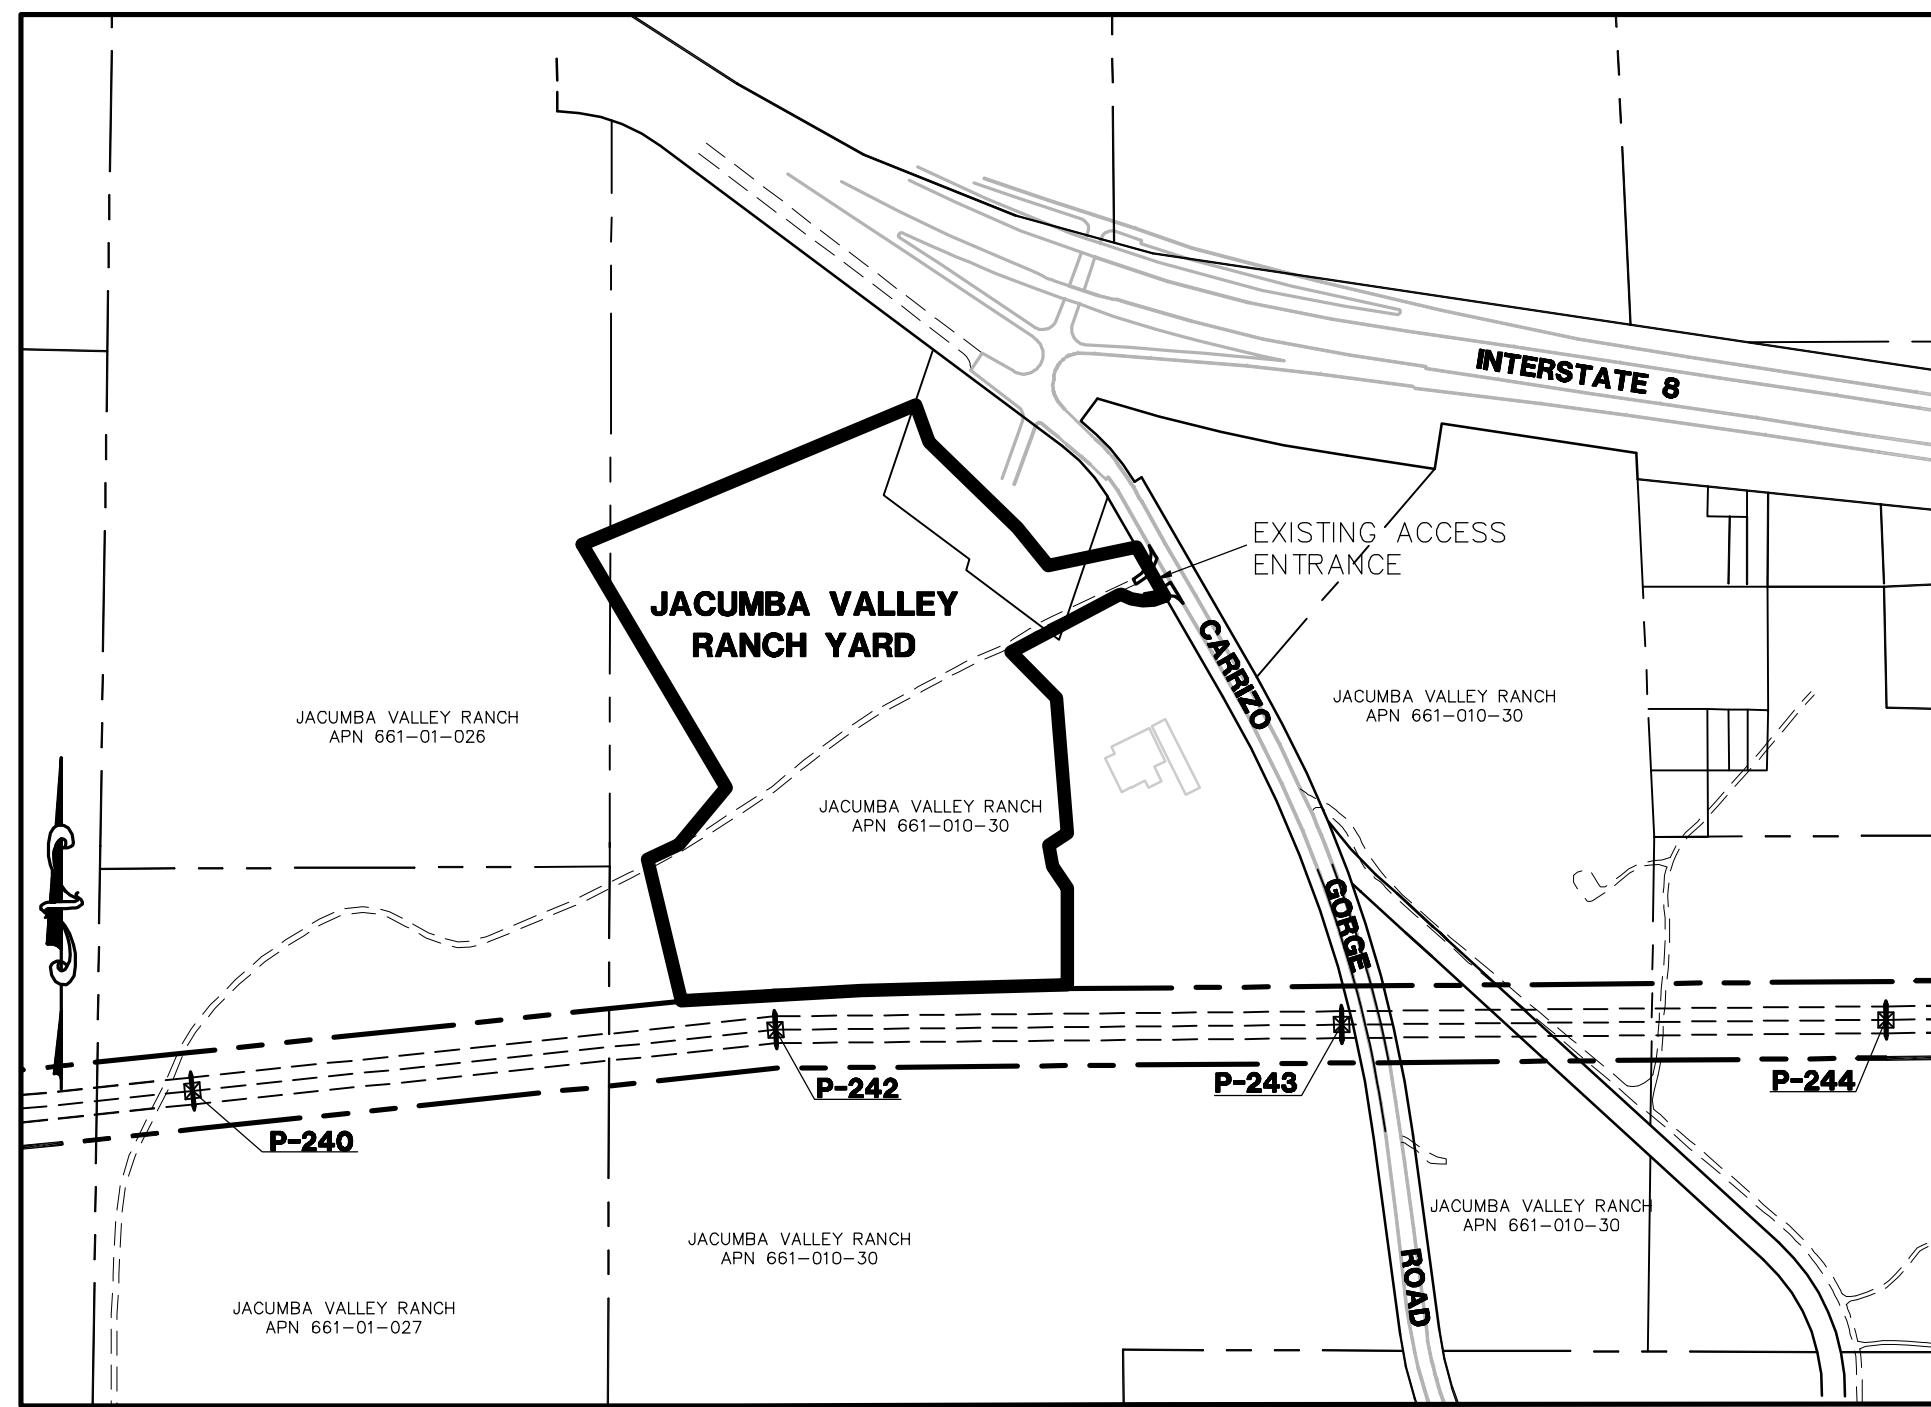 INTERSTATE 8
EXISTING ACCESS
ENTRANCE
JACUMBA VALLEY
RANCH YARD
CARRIZO
GORGE
ROAD
JACUMBA VALLEY RANCH
APN 661-01-026
JACUMBA VALLEY RANCH
APN 661-010-30
JACUMBA VALLEY RANCH
APN 661-010-30
P-240
P-242
P-243
P-244
JACUMBA VALLEY RANCH
APN 661-010-30
JACUMBA VALLEY RANCH
APN 661-010-30
JACUMBA VALLEY RANCH
APN 661-01-027